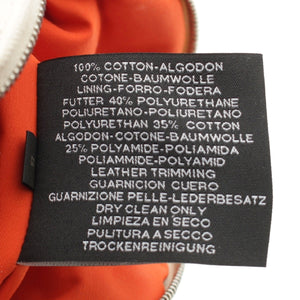 100% COTTON-ALGODON
COTONE-BAUMWOLLE
LINING-FORRO-FODERA
FUTTER 40% POLYURETHANE
POLIURETANO-POLIURETANO
POLYURETHAN 35% COTTON
ALGODON-COTONE-BAUMWOLLE
25% POLYAMIDE-POLIAMIDA
POLIAMMIDE-POLYAMID
LEATHER TRIMMING
GUARNICION CUERO
GUARNIZIONE PELLE-LEDERBESATZ
DRY CLEAN ONLY
LIMPIEZA EN SECO
PULITURA A SECCO
TROCKENREINIGUNG